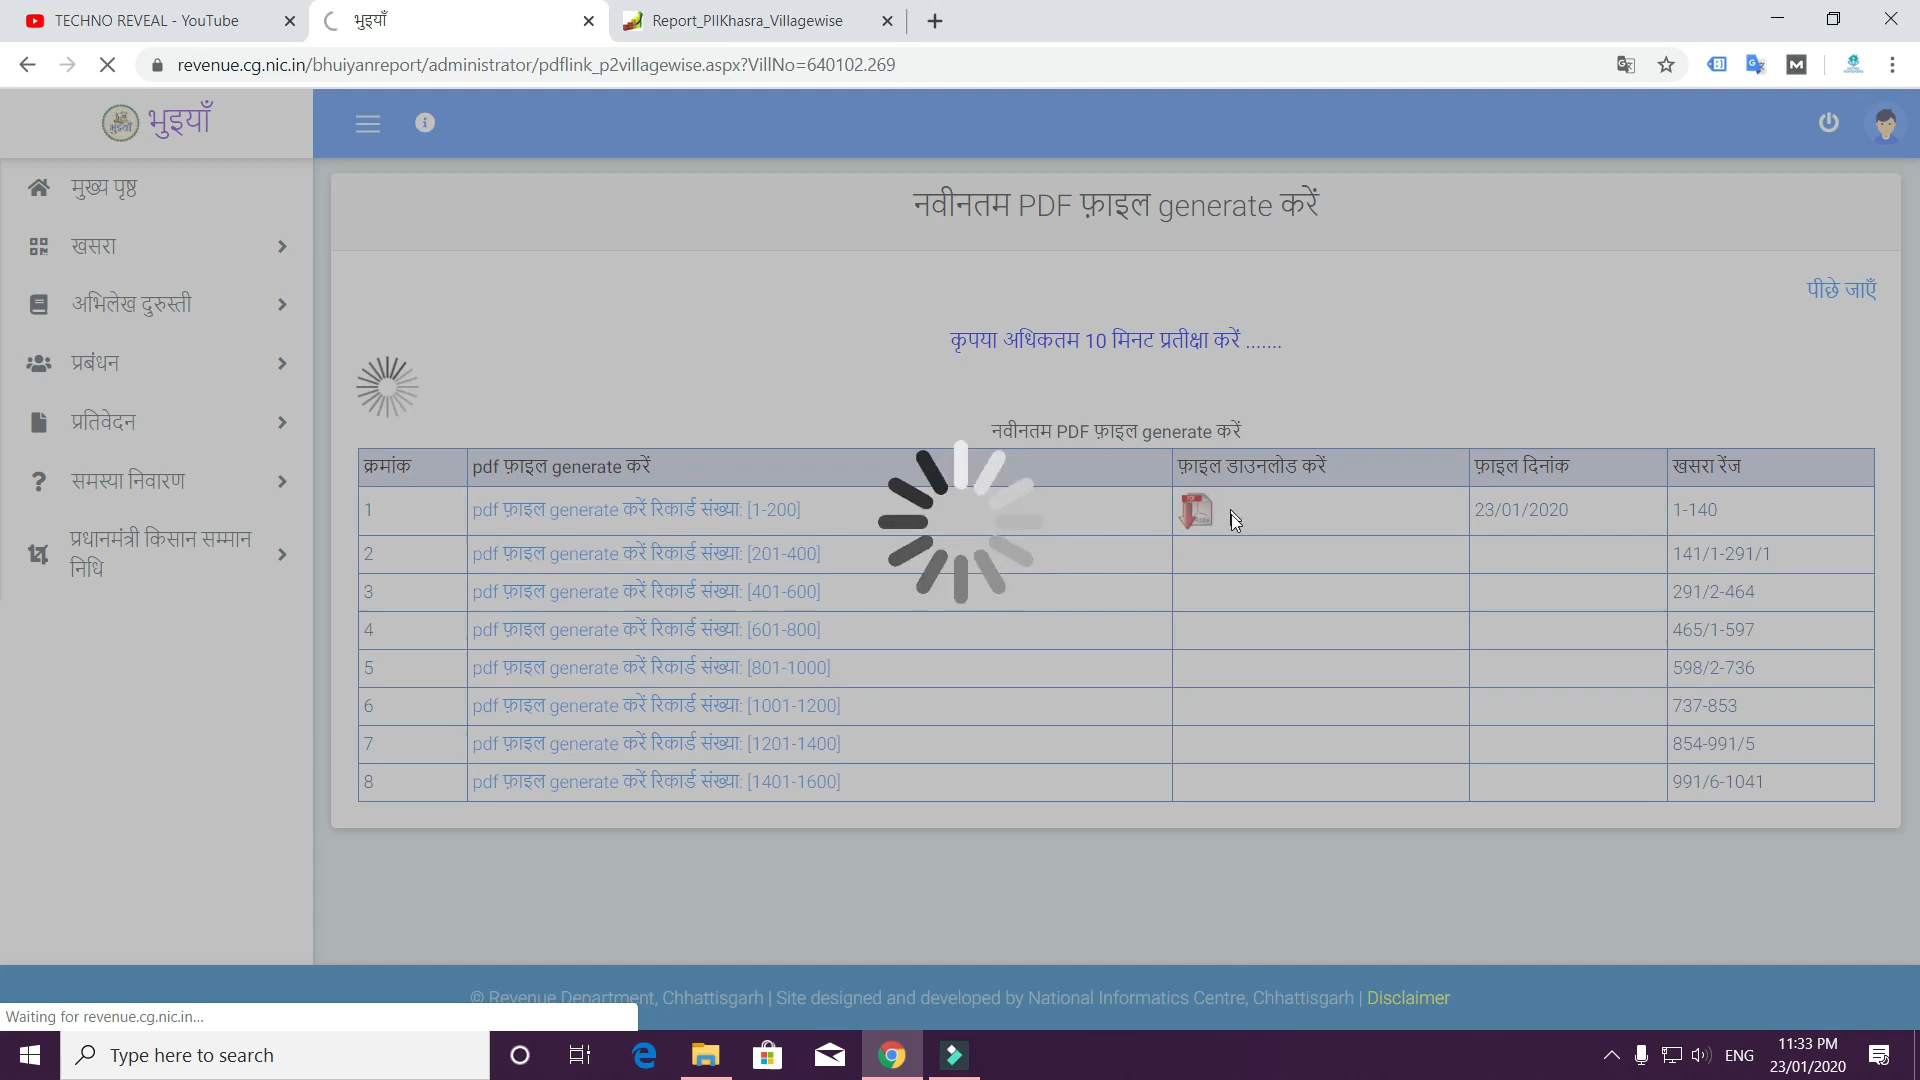 TECHNO REVEAL - YouTube
भुइयाँ
Report_PIIKhasra_Villagewise
revenue.cg.nic.in/bhuiyanreport/administrator/pdflink_p2villagewise.aspx?VillNo=640102.269
भुइयाँ
मुख्य पृष्ठ
खसरा
अभिलेख दुरुस्ती
प्रबंधन
प्रतिवेदन
समस्या निवारण
प्रधानमंत्री किसान सम्मान
निधि
नवीनतम PDF फ़ाइल generate करें
पीछे जाएँ
कृपया अधिकतम 10 मिनट प्रतीक्षा करें .......
नवीनतम PDF फ़ाइल generate करें
क्रमांक pdf फ़ाइल generate करें फ़ाइल डाउनलोड करें फ़ाइल दिनांक खसरा रेंज
1 pdf फ़ाइल generate करें रिकार्ड संख्या: [1-200] 23/01/2020 1-140
2 pdf फ़ाइल generate करें रिकार्ड संख्या: [201-400] 141/1-291/1
3 pdf फ़ाइल generate करें रिकार्ड संख्या: [401-600] 291/2-464
4 pdf फ़ाइल generate करें रिकार्ड संख्या: [601-800] 465/1-597
5 pdf फ़ाइल generate करें रिकार्ड संख्या: [801-1000] 598/2-736
6 pdf फ़ाइल generate करें रिकार्ड संख्या: [1001-1200] 737-853
7 pdf फ़ाइल generate करें रिकार्ड संख्या: [1201-1400] 854-991/5
8 pdf फ़ाइल generate करें रिकार्ड संख्या: [1401-1600] 991/6-1041
© Revenue Department, Chhattisgarh | Site designed and developed by National Informatics Centre, Chhattisgarh | Disclaimer
Waiting for revenue.cg.nic.in...
Type here to search
ENG
11:33 PM
23/01/2020